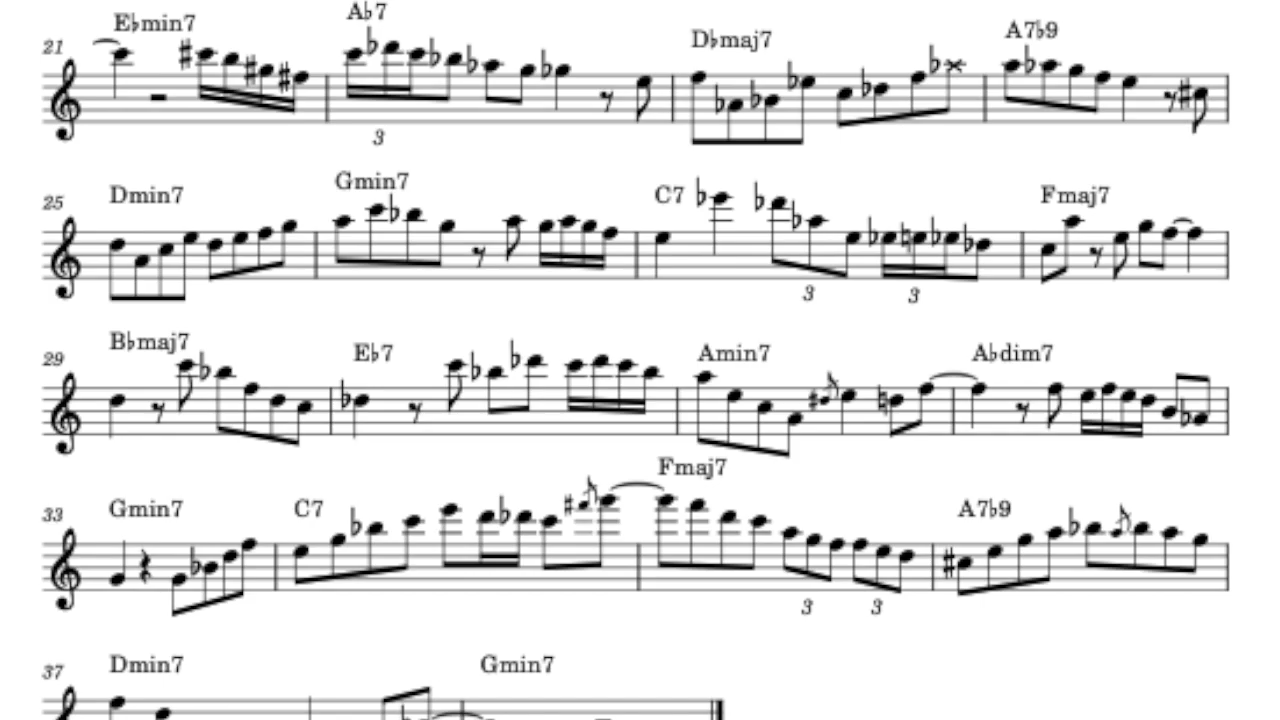 E♭min7 A♭7 D♭maj7 A7♭9
21
3
Dmin7 Gmin7 C7 Fmaj7
25
3 3
B♭maj7 E♭7 Amin7 A♭dim7
29
Gmin7 C7 Fmaj7 A7♭9
33
3 3
Dmin7 Gmin7
37